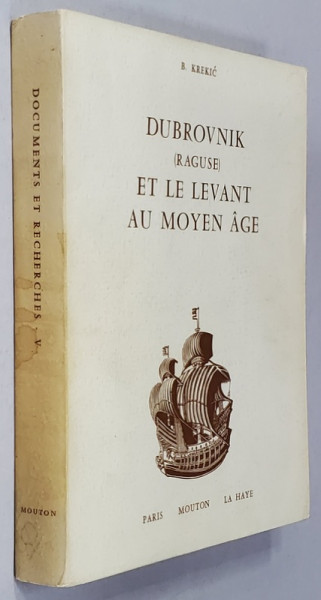 B. KREKIĆ
DUBROVNIK
(RAGUSE)
ET LE LEVANT
AU MOYEN ÂGE
PARIS MOUTON LA HAYE
DOCUMENTS ET RECHERCHES V
MOUTON